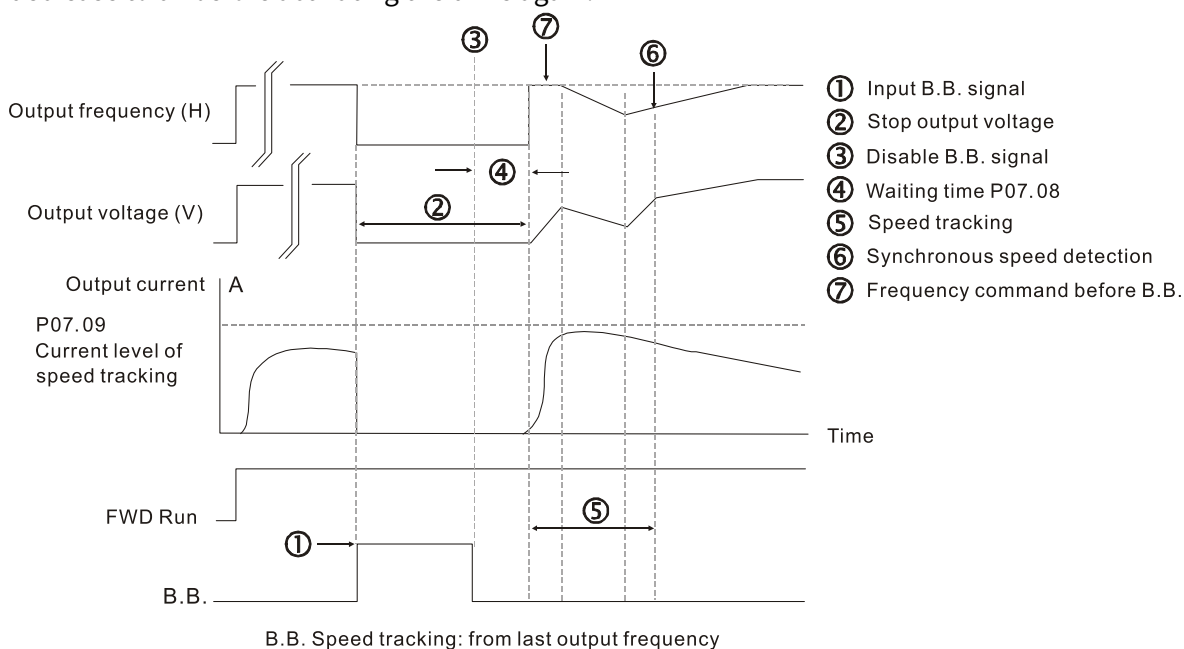 ③
⑦
⑥
Output frequency (H)
④
Output voltage (V)
②
① Input B.B. signal
② Stop output voltage
③ Disable B.B. signal
④ Waiting time P07.08
⑤ Speed tracking
⑥ Synchronous speed detection
⑦ Frequency command before B.B.
Output current A
P07.09
Current level of
speed tracking
Time
FWD Run
⑤
①
B.B.
B.B. Speed tracking: from last output frequency